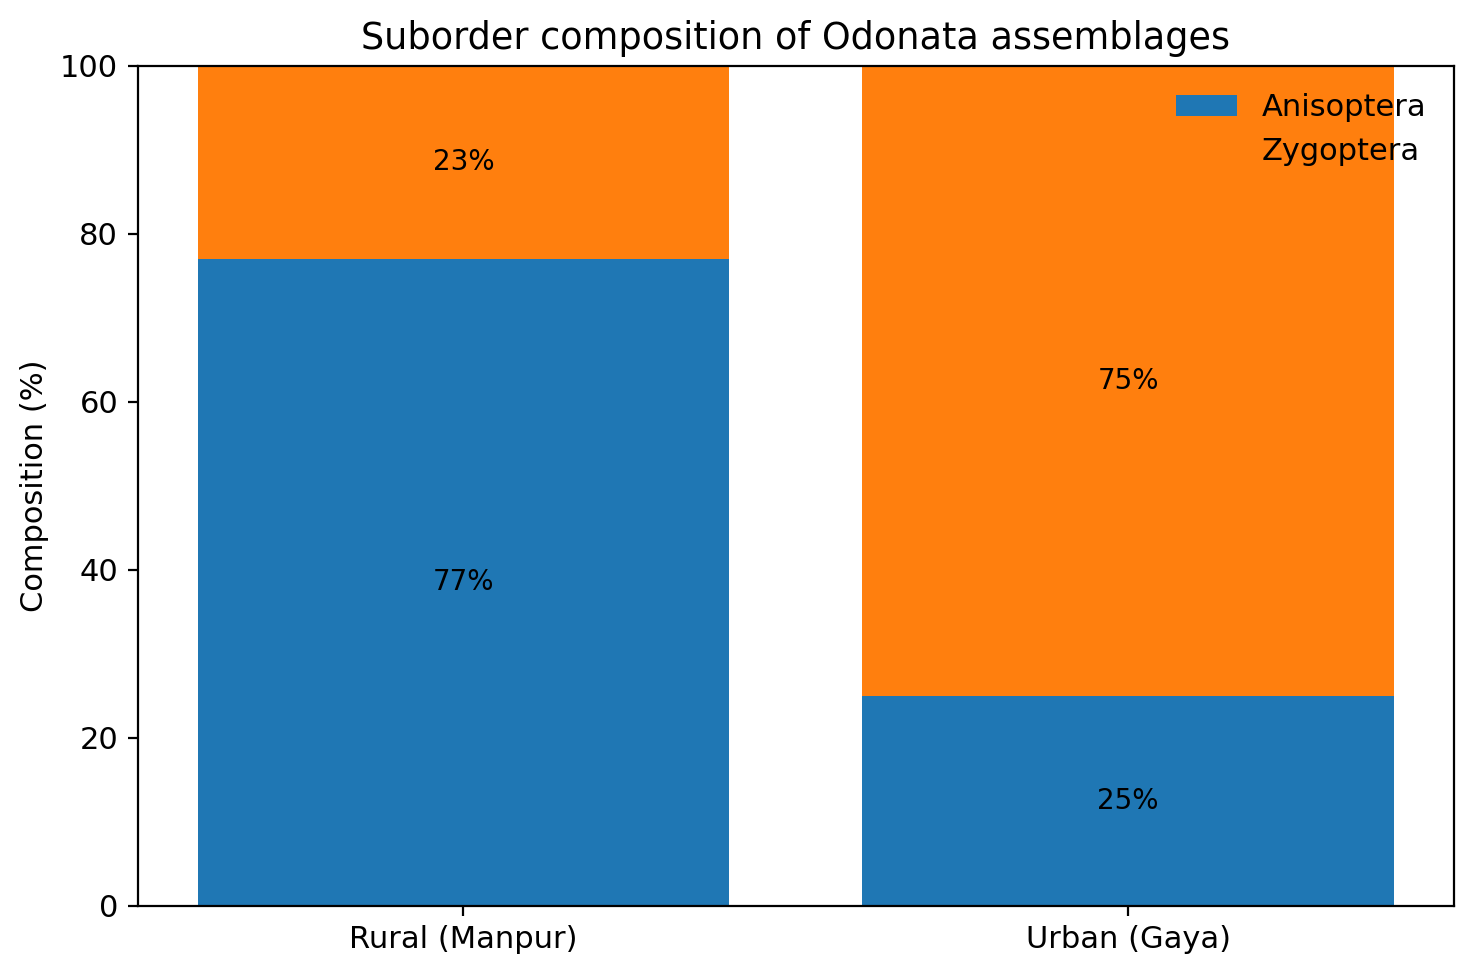 Suborder composition of Odonata assemblages
100
80
60
40
20
0
Composition (%)
Anisoptera
Zygoptera
23%
77%
75%
25%
Rural (Manpur)
Urban (Gaya)